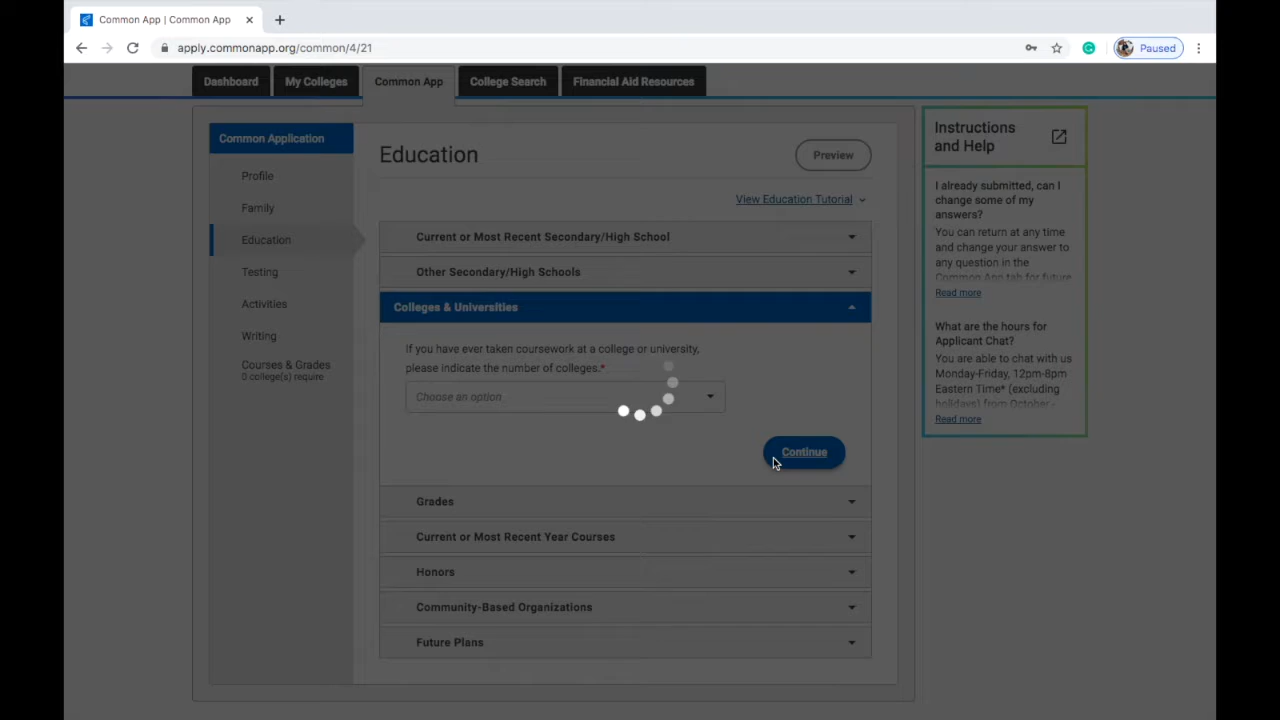 Common App | Common App
apply.commonapp.org/common/4/21
Paused
Dashboard
My Colleges
Common App
College Search
Financial Aid Resources
Common Application
Profile
Family
Education
Testing
Activities
Writing
Courses & Grades
0 college(s) require
Education
Preview
View Education Tutorial
Current or Most Recent Secondary/High School
Other Secondary/High Schools
Colleges & Universities
If you have ever taken coursework at a college or university,
please indicate the number of colleges.*
Choose an option
Continue
Grades
Current or Most Recent Year Courses
Honors
Community-Based Organizations
Future Plans
Instructions
and Help
I already submitted, can I
change some of my
answers?
You can return at any time
and change your answer to
any question in the
Common App tab for future
Read more
What are the hours for
Applicant Chat?
You are able to chat with us
Monday-Friday, 12pm-8pm
Eastern Time* (excluding
holidays) from October -
Read more